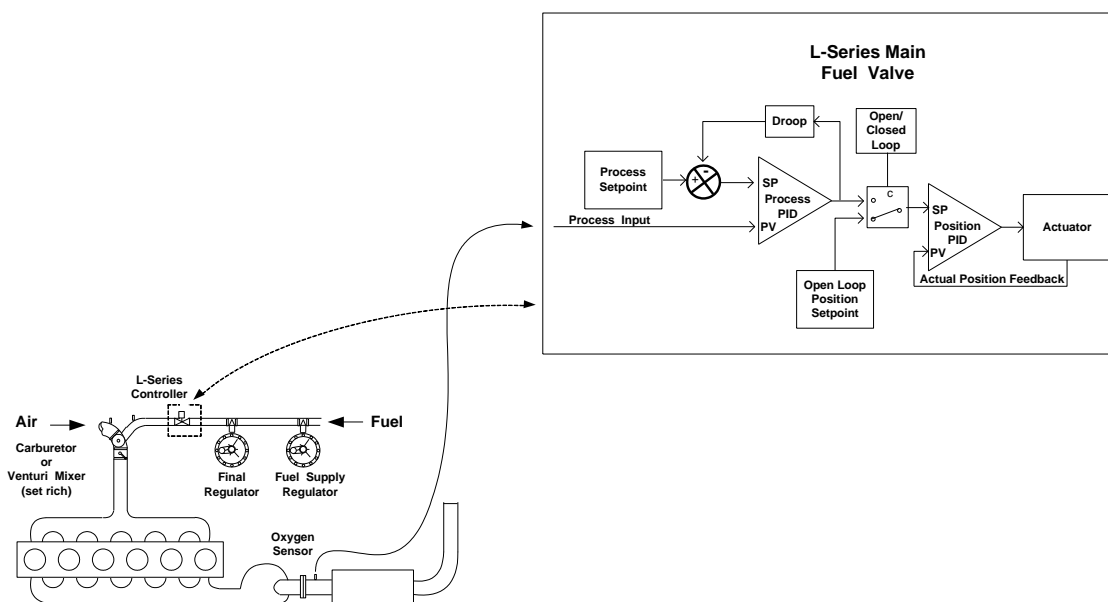 L-Series Main
Fuel Valve
Open/
Closed
Loop
Droop
Process
Setpoint
+
-
SP
Process
PID
PV
Process Input
C
SP
Position
PID
PV
Actuator
Actual Position Feedback
Open Loop
Position
Setpoint
L-Series
Controller
Air
Fuel
Carburetor
or
Venturi Mixer
(set rich)
Final
Regulator
Fuel Supply
Regulator
Oxygen
Sensor